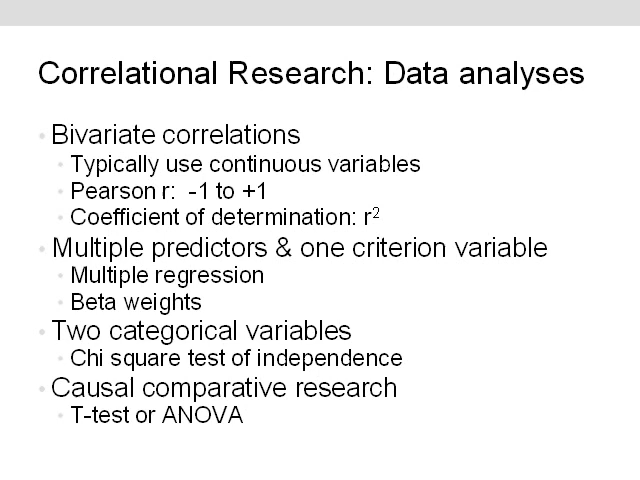 Correlational Research: Data analyses
• Bivariate correlations
• Typically use continuous variables
• Pearson r:  -1 to +1
• Coefficient of determination: r²
• Multiple predictors & one criterion variable
• Multiple regression
• Beta weights
• Two categorical variables
• Chi square test of independence
• Causal comparative research
• T-test or ANOVA